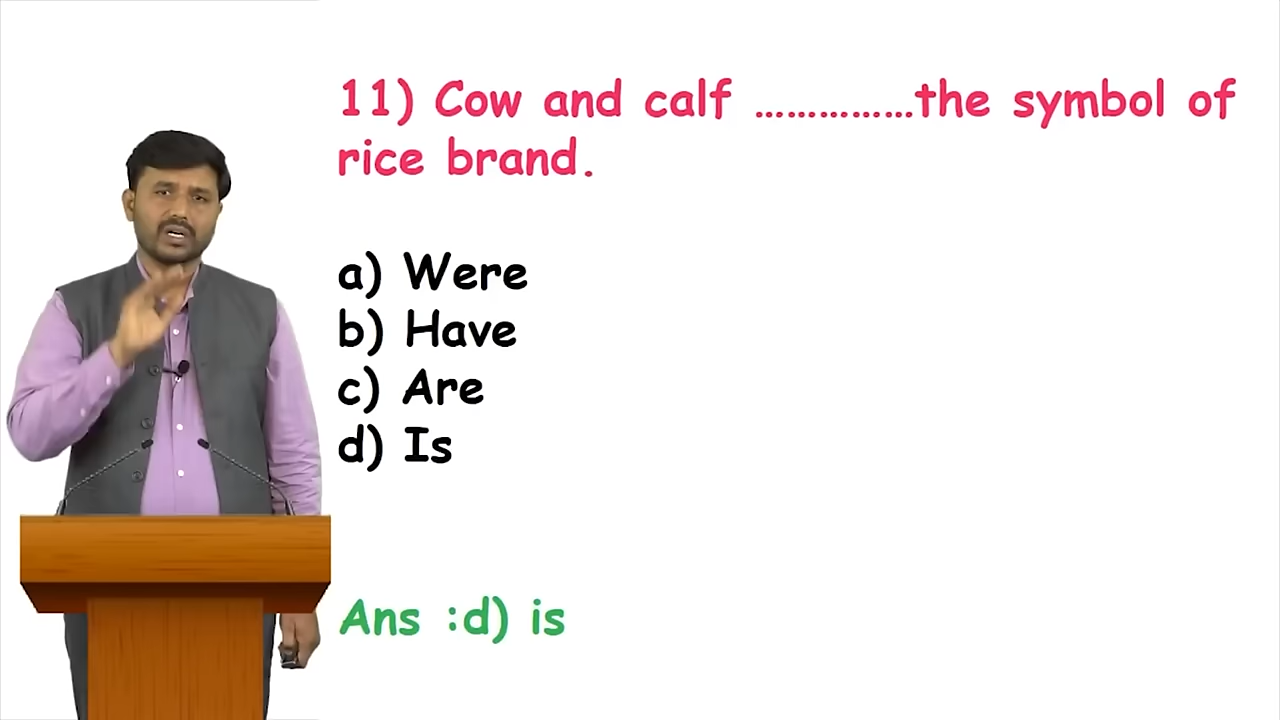 11) Cow and calf ……………the symbol of
rice brand.
a) Were
b) Have
c) Are
d) Is
Ans :d) is